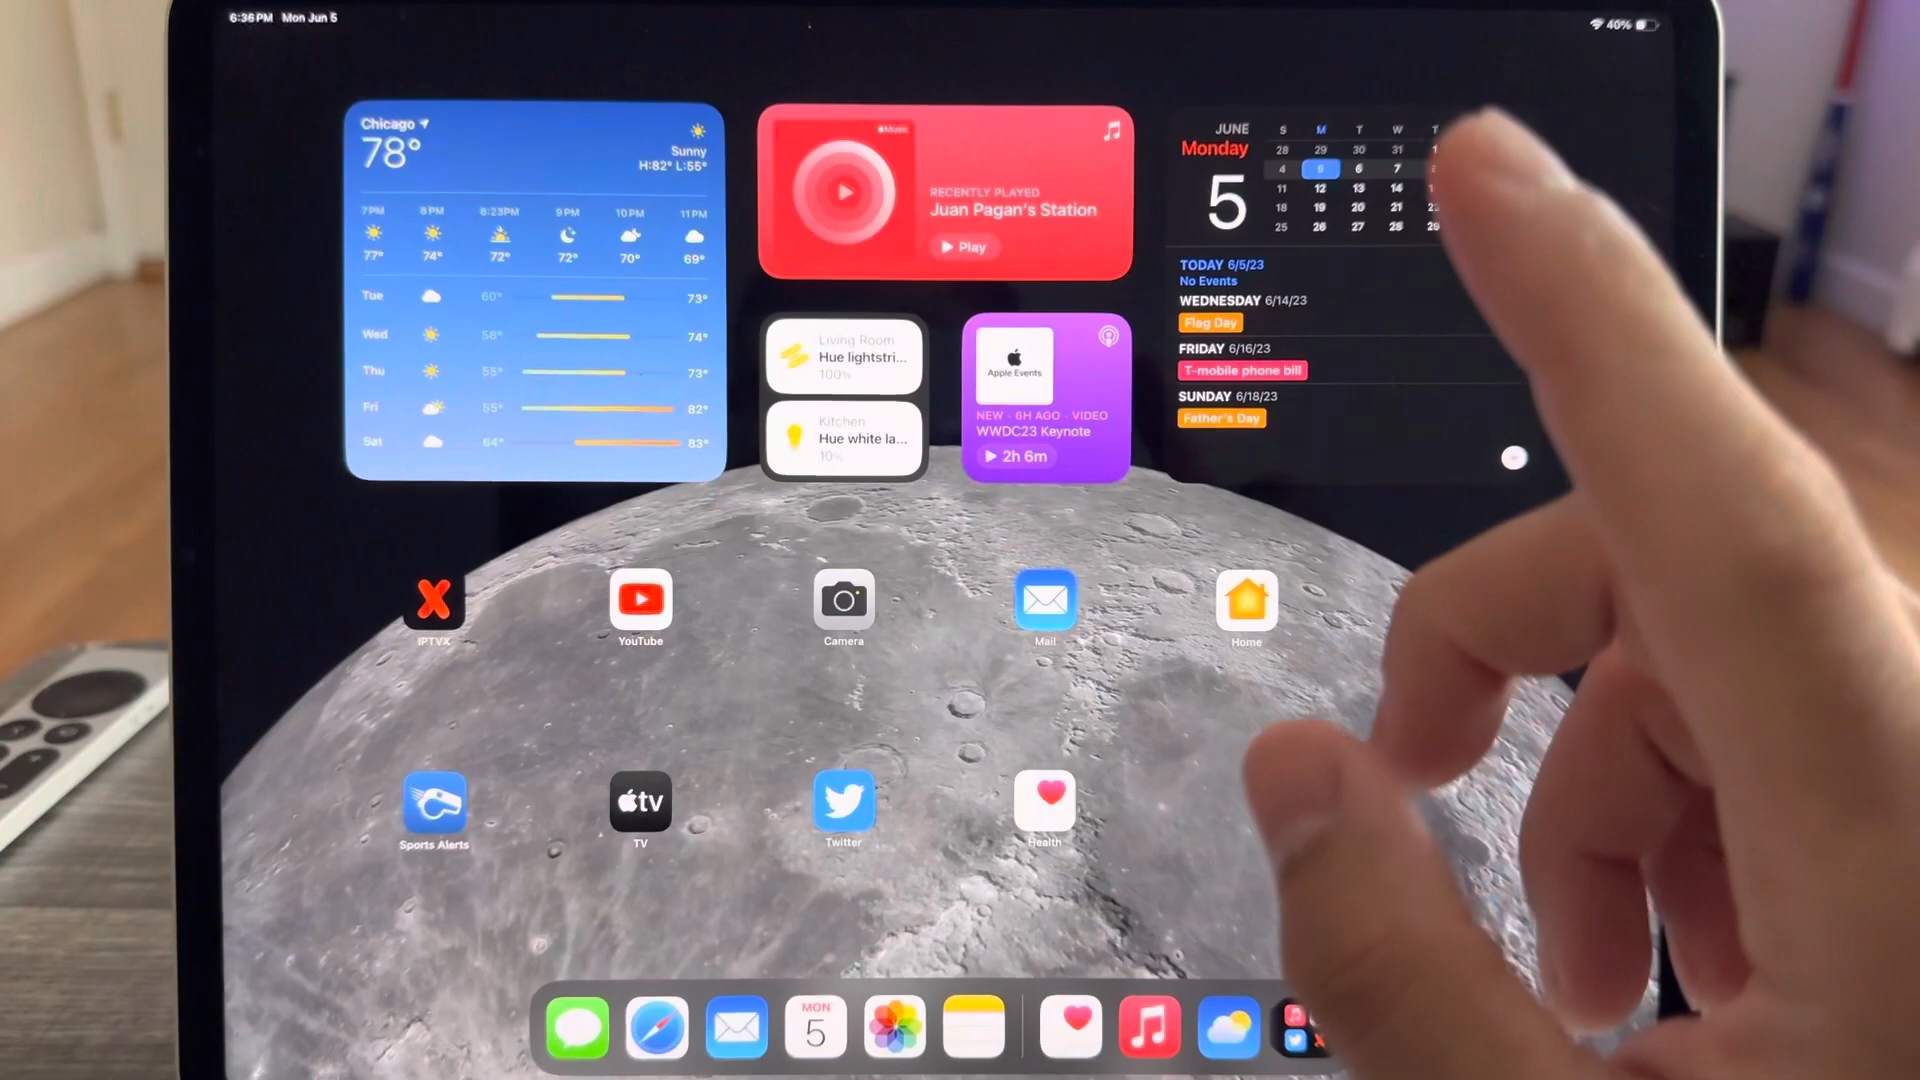 6:36 PM Mon Jun 5
40%
Chicago
78°
Sunny
H:82° L:55°
7PM 8PM 8:23PM 9PM 10PM 11PM
77° 74° 72° 72° 70° 69°
Tue 60° 73°
Wed 56° 74°
Thu 55° 73°
Fri 55° 82°
Sat 64° 83°
Music
RECENTLY PLAYED
Juan Pagan's Station
Play
Living Room
Hue lightstri...
100%
Kitchen
Hue white la...
10%
Apple Events
NEW · 6H AGO · VIDEO
WWDC23 Keynote
2h 6m
JUNE
Monday
5
S M T W T
28 29 30 31 1
4 5 6 7
11 12 13 14
18 19 20 21
25 26 27 28 29
TODAY 6/5/23
No Events
WEDNESDAY 6/14/23
Flag Day
FRIDAY 6/16/23
T-mobile phone bill
SUNDAY 6/18/23
Father's Day
IPTVX
YouTube
Camera
Mail
Home
Sports Alerts
tv
TV
Twitter
Health
MON
5